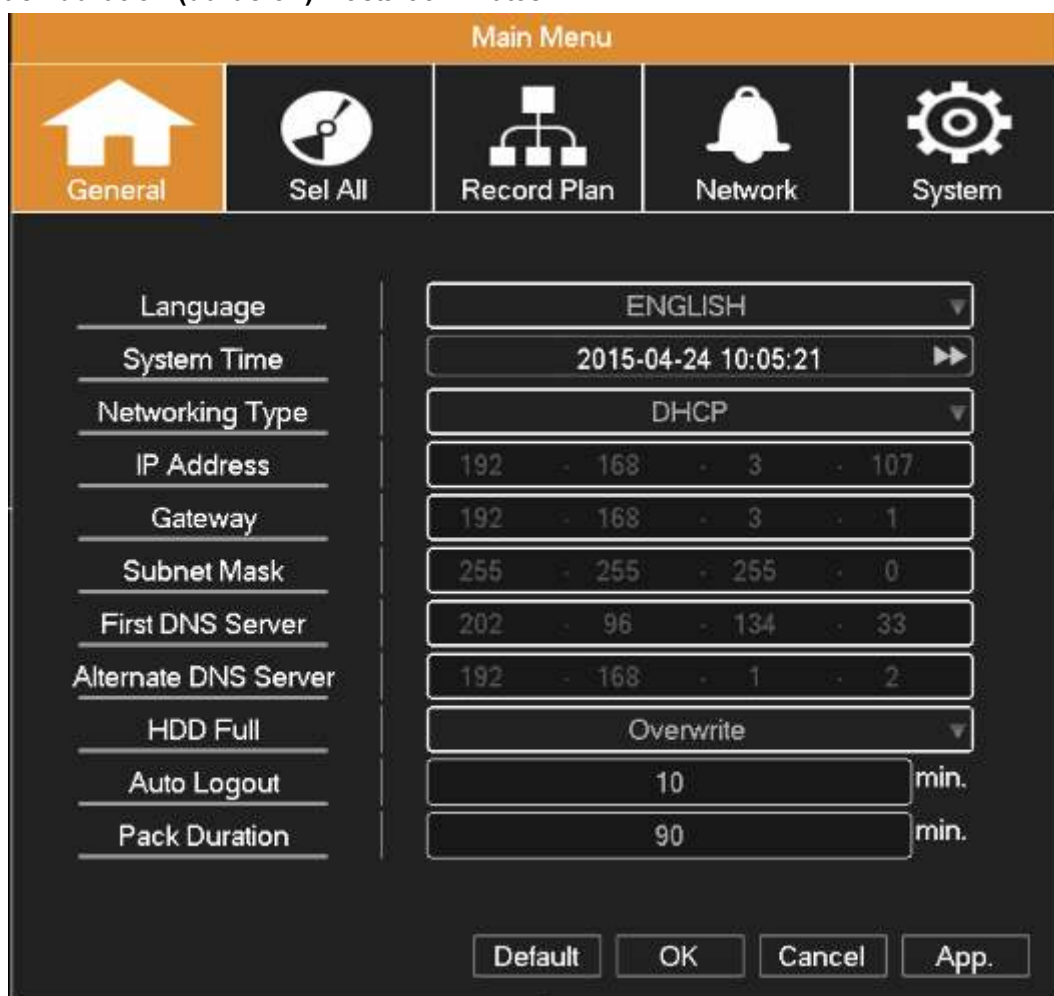 Main Menu
General Sel All Record Plan Network System
Language ENGLISH
System Time 2015-04-24 10:05:21
Networking Type DHCP
IP Address 192 . 168 . 3 . 107
Gateway 192 . 168 . 3 . 1
Subnet Mask 255 . 255 . 255 . 0
First DNS Server 202 . 96 . 134 . 33
Alternate DNS Server 192 . 168 . 1 . 2
HDD Full Overwrite
Auto Logout 10 min.
Pack Duration 90 min.
Default OK Cancel App.